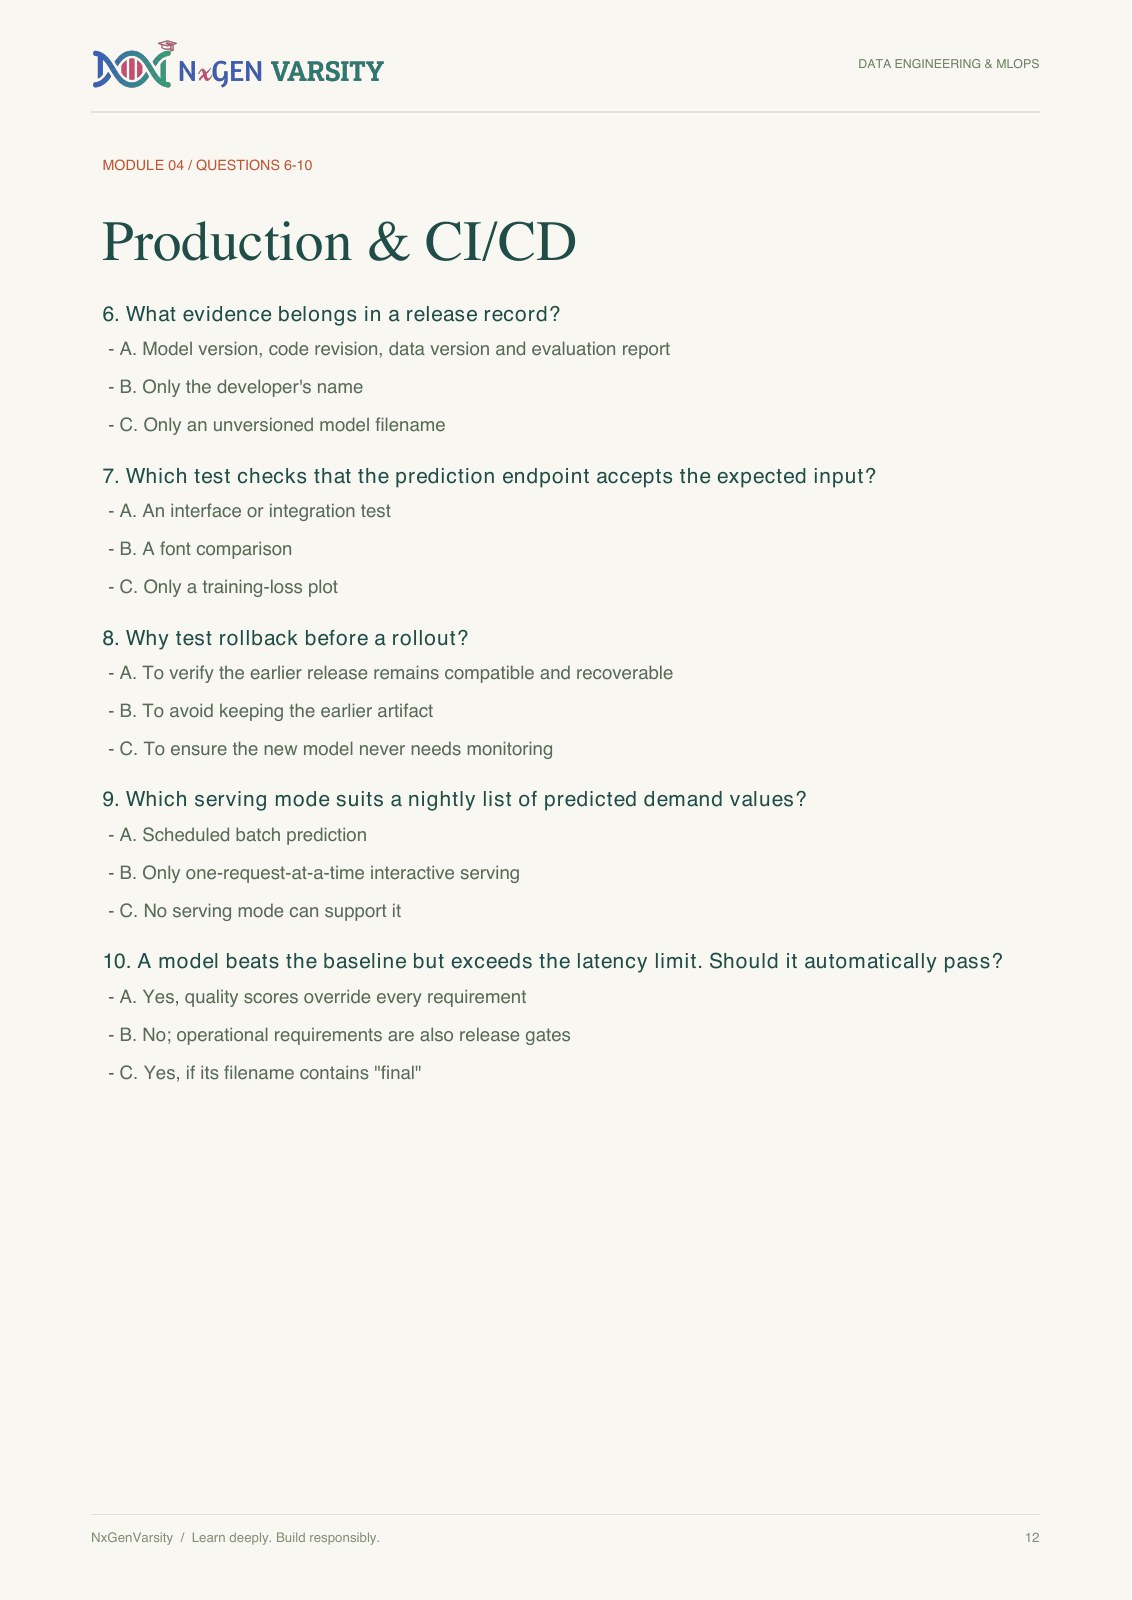 NxGEN VARSITY
DATA ENGINEERING & MLOPS
MODULE 04 / QUESTIONS 6-10
Production & CI/CD
6. What evidence belongs in a release record?
- A. Model version, code revision, data version and evaluation report
- B. Only the developer's name
- C. Only an unversioned model filename
7. Which test checks that the prediction endpoint accepts the expected input?
- A. An interface or integration test
- B. A font comparison
- C. Only a training-loss plot
8. Why test rollback before a rollout?
- A. To verify the earlier release remains compatible and recoverable
- B. To avoid keeping the earlier artifact
- C. To ensure the new model never needs monitoring
9. Which serving mode suits a nightly list of predicted demand values?
- A. Scheduled batch prediction
- B. Only one-request-at-a-time interactive serving
- C. No serving mode can support it
10. A model beats the baseline but exceeds the latency limit. Should it automatically pass?
- A. Yes, quality scores override every requirement
- B. No; operational requirements are also release gates
- C. Yes, if its filename contains "final"
NxGenVarsity / Learn deeply. Build responsibly.
12